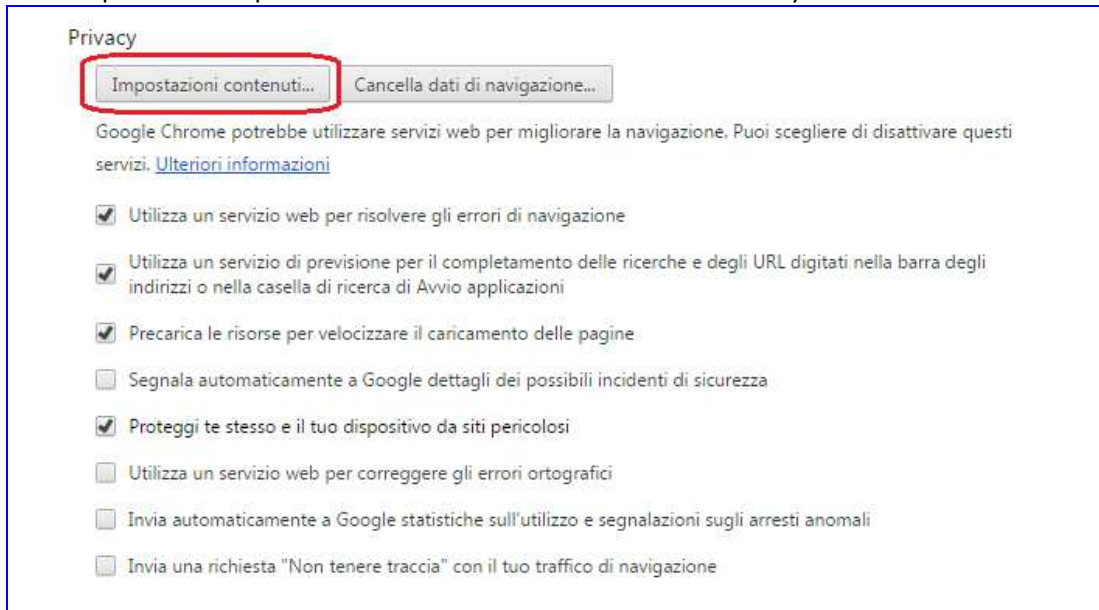 Privacy
Impostazioni contenuti... Cancella dati di navigazione...
Google Chrome potrebbe utilizzare servizi web per migliorare la navigazione. Puoi scegliere di disattivare questi
servizi. Ulteriori informazioni
Utilizza un servizio web per risolvere gli errori di navigazione
Utilizza un servizio di previsione per il completamento delle ricerche e degli URL digitati nella barra degli
indirizzi o nella casella di ricerca di Avvio applicazioni
Precarica le risorse per velocizzare il caricamento delle pagine
Segnala automaticamente a Google dettagli dei possibili incidenti di sicurezza
Proteggi te stesso e il tuo dispositivo da siti pericolosi
Utilizza un servizio web per correggere gli errori ortografici
Invia automaticamente a Google statistiche sull'utilizzo e segnalazioni sugli arresti anomali
Invia una richiesta "Non tenere traccia" con il tuo traffico di navigazione